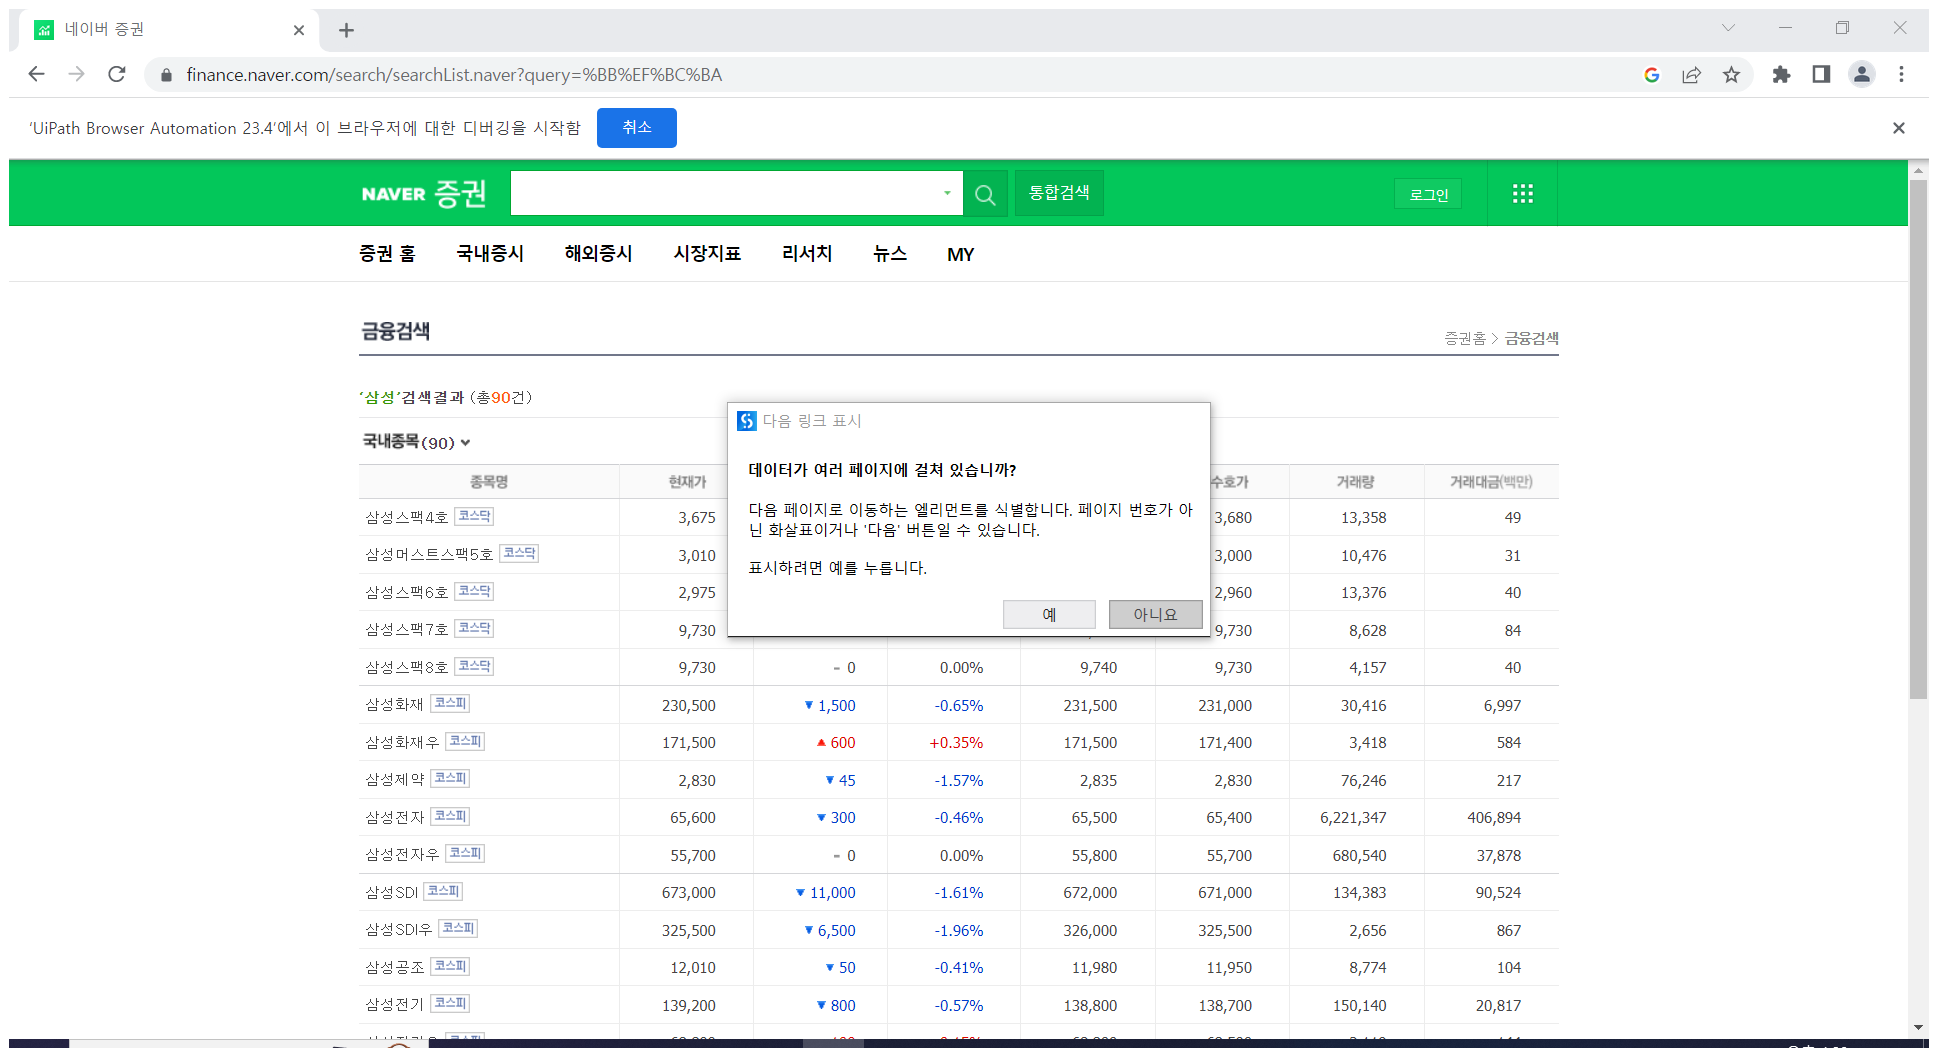 네이버 증권
finance.naver.com/search/searchList.naver?query=%BB%EF%BC%BA
'UiPath Browser Automation 23.4'에서 이 브라우저에 대한 디버깅을 시작함 취소
NAVER 증권 통합검색 로그인
증권 홈 국내증시 해외증시 시장지표 리서치 뉴스 MY
금융검색
증권홈 > 금융검색
'삼성'검색결과 (총90건)
국내종목(90)
다음 링크 표시
데이터가 여러 페이지에 걸쳐 있습니까?
다음 페이지로 이동하는 엘리먼트를 식별합니다. 페이지 번호가 아
닌 화살표이거나 '다음' 버튼일 수 있습니다.
표시하려면 예를 누릅니다.
예 아니요
종목명 현재가 수호가 거래량 거래대금(백만)
삼성스팩4호 코스닥 3,675 3,680 13,358 49
삼성머스트스팩5호 코스닥 3,010 3,000 10,476 31
삼성스팩6호 코스닥 2,975 2,960 13,376 40
삼성스팩7호 코스닥 9,730 9,730 8,628 84
삼성스팩8호 코스닥 9,730 0 0.00% 9,740 9,730 4,157 40
삼성화재 코스피 230,500 ▼ 1,500 -0.65% 231,500 231,000 30,416 6,997
삼성화재우 코스피 171,500 ▲ 600 +0.35% 171,500 171,400 3,418 584
삼성제약 코스피 2,830 ▼ 45 -1.57% 2,835 2,830 76,246 217
삼성전자 코스피 65,600 ▼ 300 -0.46% 65,500 65,400 6,221,347 406,894
삼성전자우 코스피 55,700 0 0.00% 55,800 55,700 680,540 37,878
삼성SDI 코스피 673,000 ▼ 11,000 -1.61% 672,000 671,000 134,383 90,524
삼성SDI우 코스피 325,500 ▼ 6,500 -1.96% 326,000 325,500 2,656 867
삼성공조 코스피 12,010 ▼ 50 -0.41% 11,980 11,950 8,774 104
삼성전기 코스피 139,200 ▼ 800 -0.57% 138,800 138,700 150,140 20,817